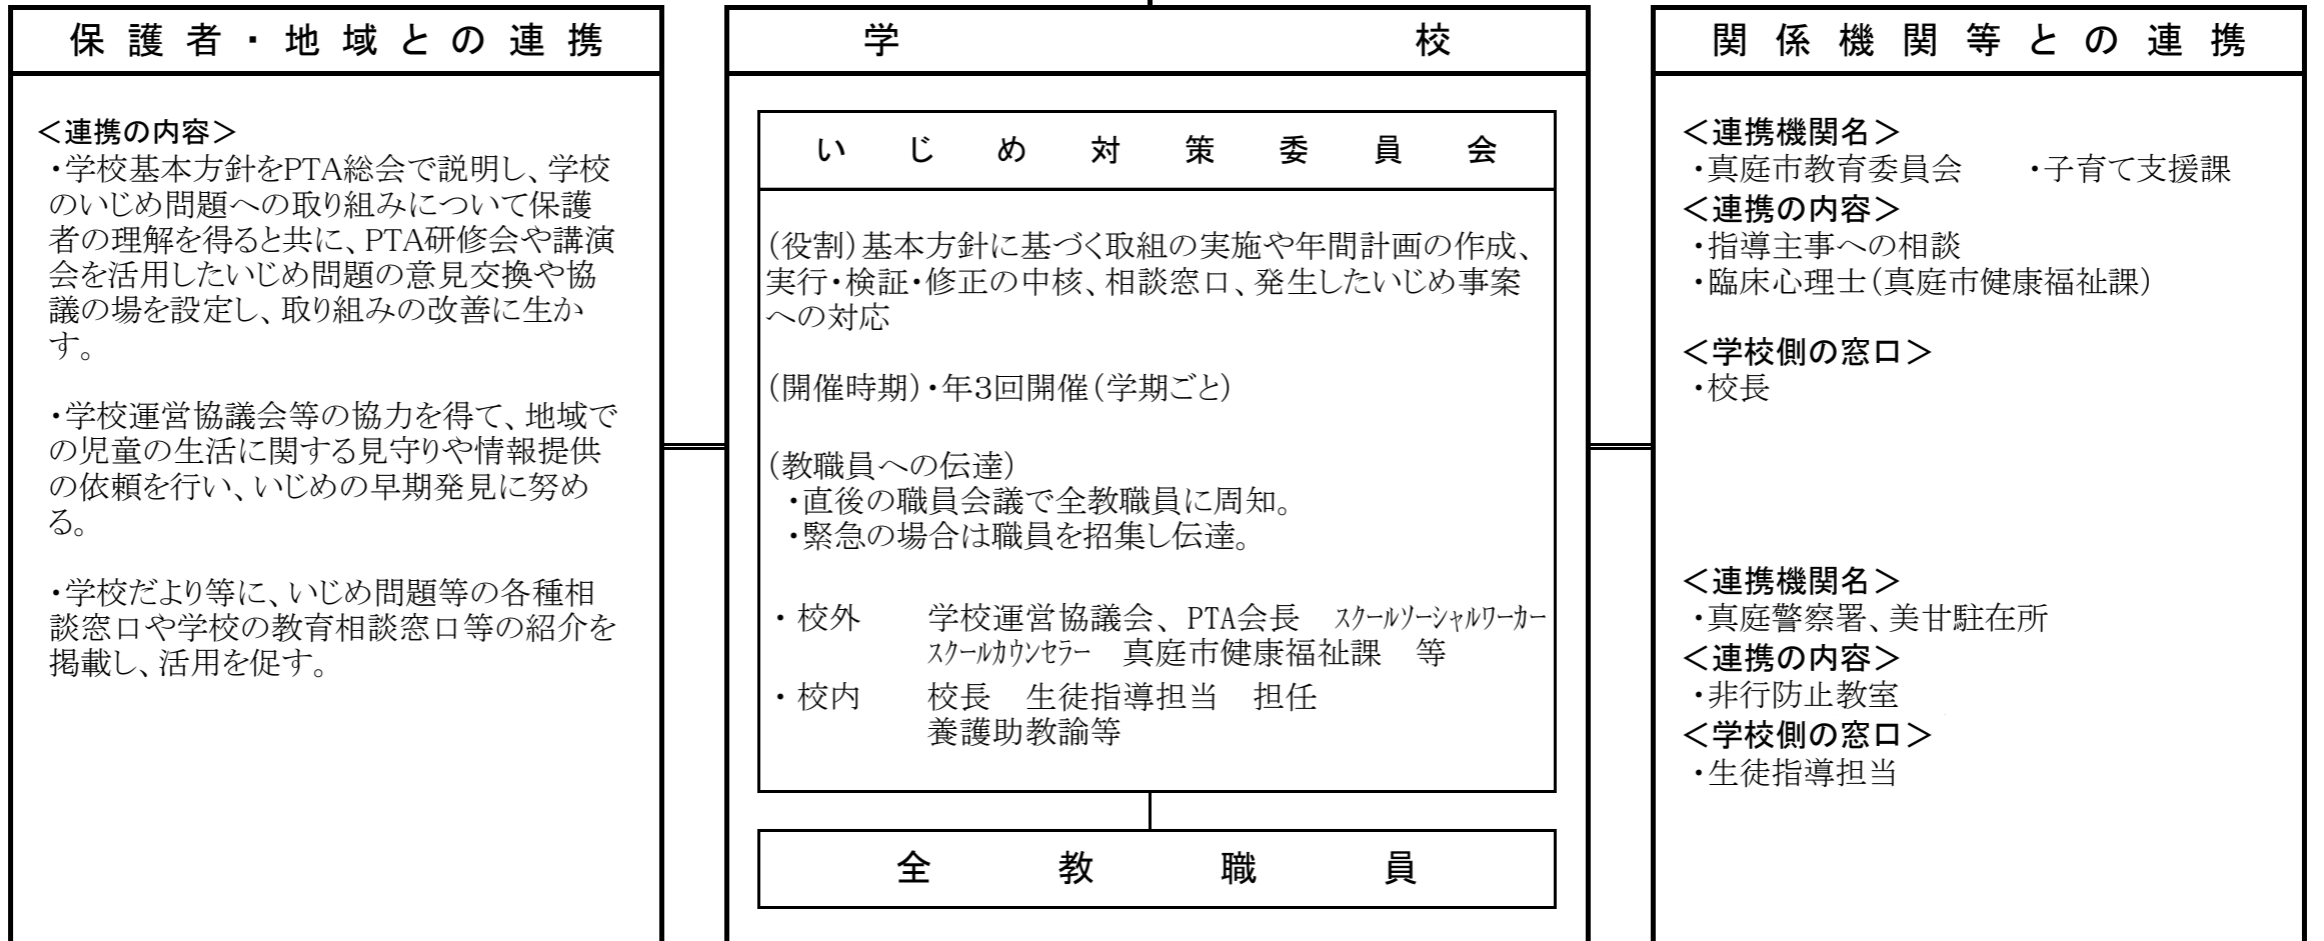 保護者・地域との連携
＜連携の内容＞
・学校基本方針をPTA総会で説明し、学校
のいじめ問題への取り組みについて保護
者の理解を得ると共に、PTA研修会や講演
会を活用したいじめ問題の意見交換や協
議の場を設定し、取り組みの改善に生か
す。
・学校運営協議会等の協力を得て、地域で
の児童の生活に関する見守りや情報提供
の依頼を行い、いじめの早期発見に努め
る。
・学校だより等に、いじめ問題等の各種相
談窓口や学校の教育相談窓口等の紹介を
掲載し、活用を促す。
学校
いじめ対策委員会
（役割）基本方針に基づく取組の実施や年間計画の作成、
実行・検証・修正の中核、相談窓口、発生したいじめ事案
への対応
（開催時期）・年３回開催（学期ごと）
（教職員への伝達）
・直後の職員会議で全教職員に周知。
・緊急の場合は職員を招集し伝達。
・校外　学校運営協議会、PTA会長　ｽｸｰﾙｿｰｼｬﾙﾜｰｶｰ
ｽｸｰﾙｶｳﾝｾﾗｰ　真庭市健康福祉課　等
・校内　校長　生徒指導担当　担任
養護助教諭等
全教職員
関係機関等との連携
＜連携機関名＞
・真庭市教育委員会　・子育て支援課
＜連携の内容＞
・指導主事への相談
・臨床心理士（真庭市健康福祉課）
＜学校側の窓口＞
・校長
＜連携機関名＞
・真庭警察署、美甘駐在所
＜連携の内容＞
・非行防止教室
＜学校側の窓口＞
・生徒指導担当